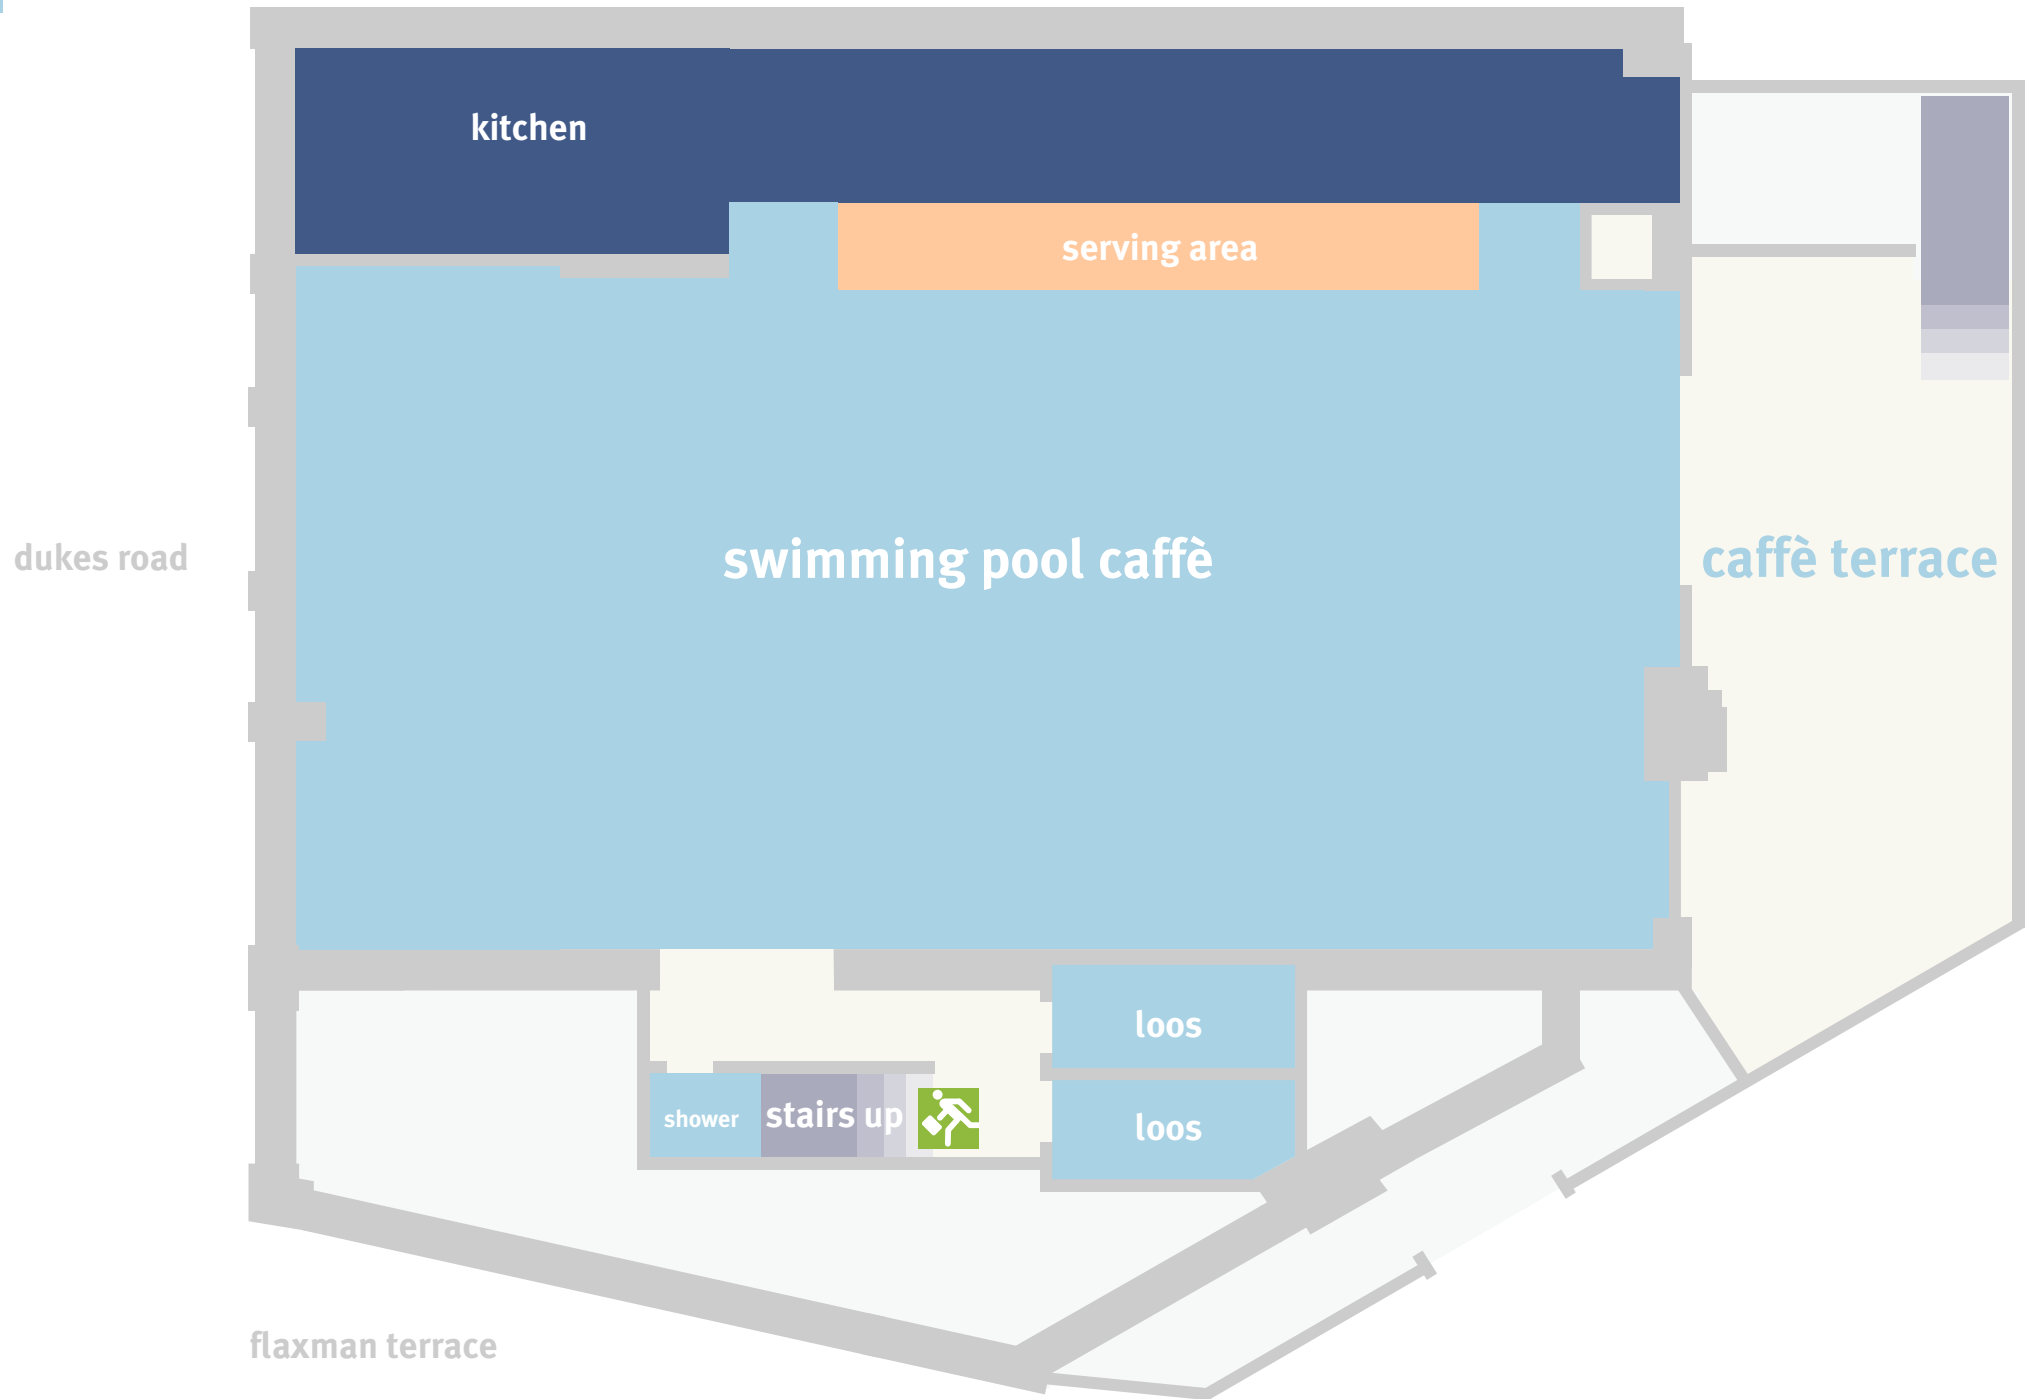 kitchen
serving area
dukes road
swimming pool caffè
caffè terrace
loos
shower
stairs up
loos
flaxman terrace